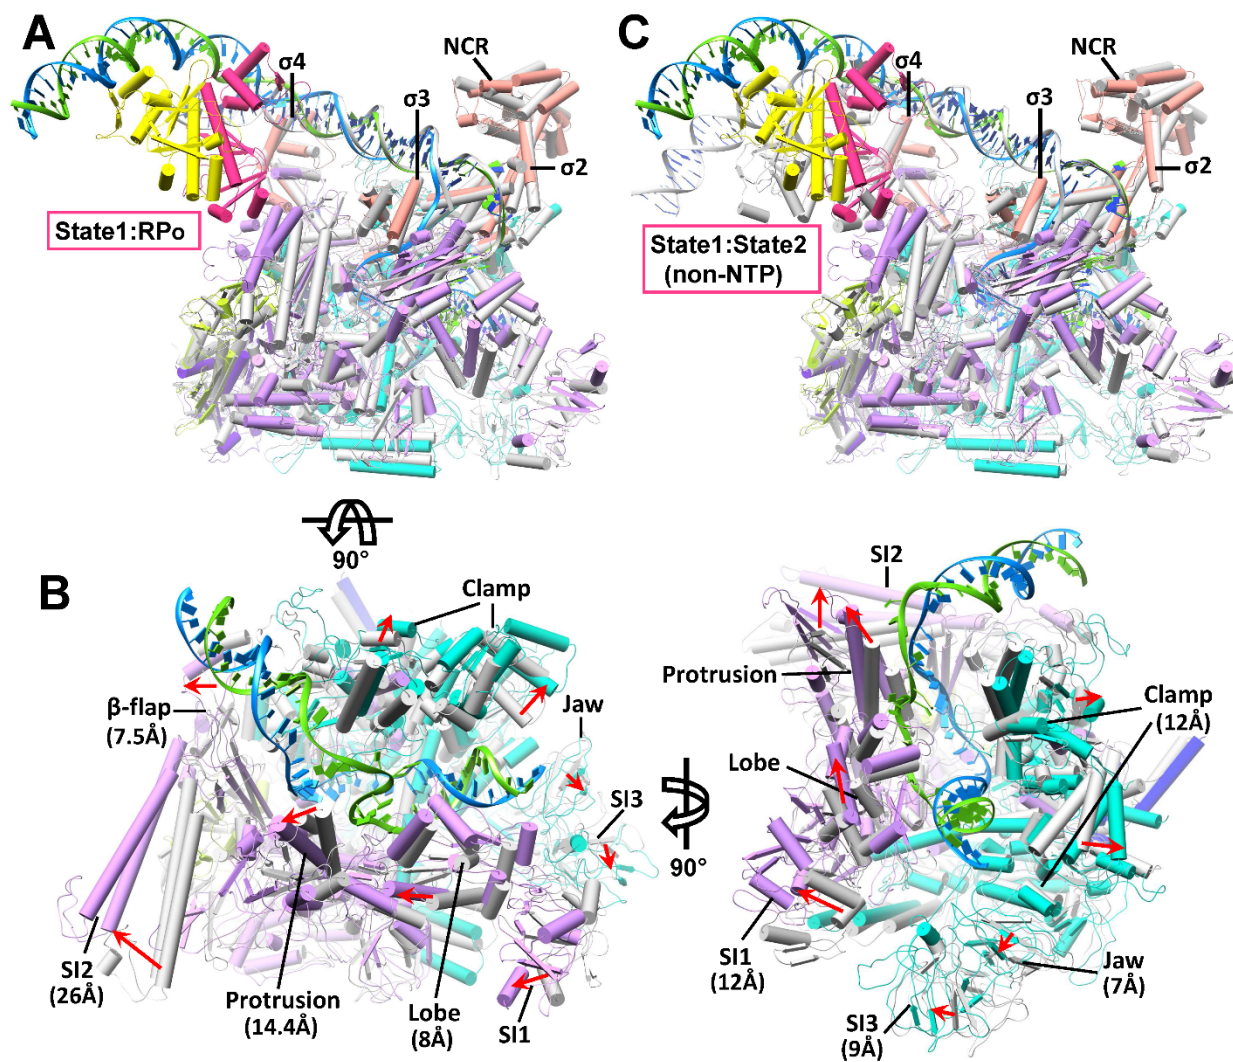 A
C
σ4
NCR
σ3
σ2
State1:RPo
σ4
NCR
σ3
σ2
State1:State2
(non-NTP)
90°
B
Clamp
β-flap
(7.5Å)
Jaw
SI3
SI2
(26Å)
Protrusion
(14.4Å)
Lobe
(8Å)
SI1
90°
SI2
Protrusion
Clamp
(12Å)
Lobe
SI1
(12Å)
Jaw
(7Å)
SI3
(9Å)